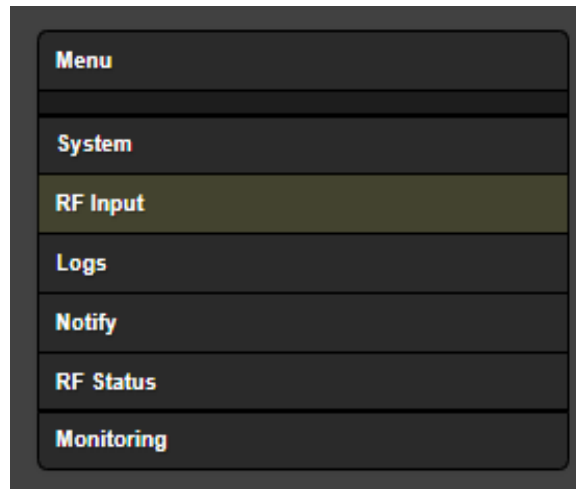 Menu
System
RF Input
Logs
Notify
RF Status
Monitoring